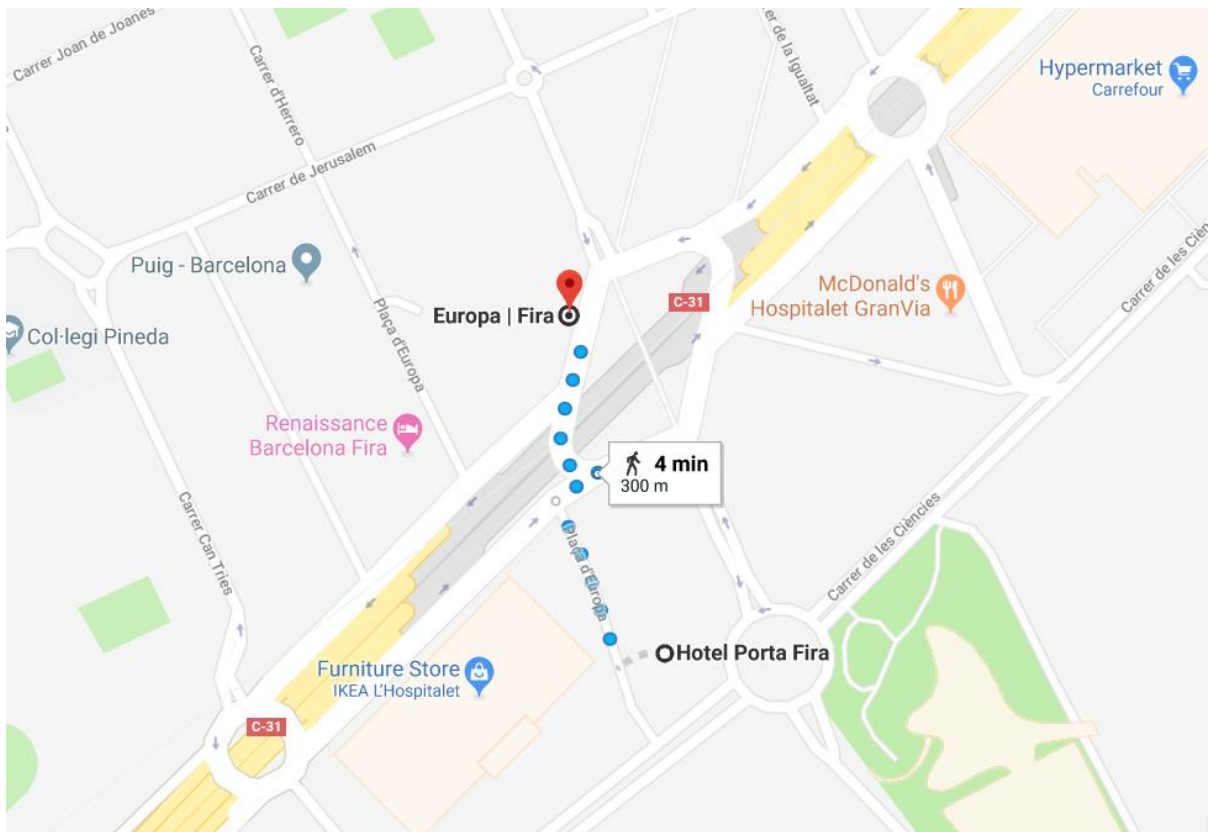 Carrer Joan de Joanes
Carrer d'Herrero
er de la Igualtat
Hypermarket
Carrefour
Carrer de Jerusalem
Carrer de les Cièn
Puig - Barcelona
McDonald's
Hospitalet GranVia
C-31
Europa | Fira
Col·legi Pineda
Plaça d'Europa
Renaissance
Barcelona Fira
4 min
300 m
Carrer Can Tries
Plaça d'Europa
Carrer de les Ciències
Hotel Porta Fira
Furniture Store
IKEA L'Hospitalet
C-31